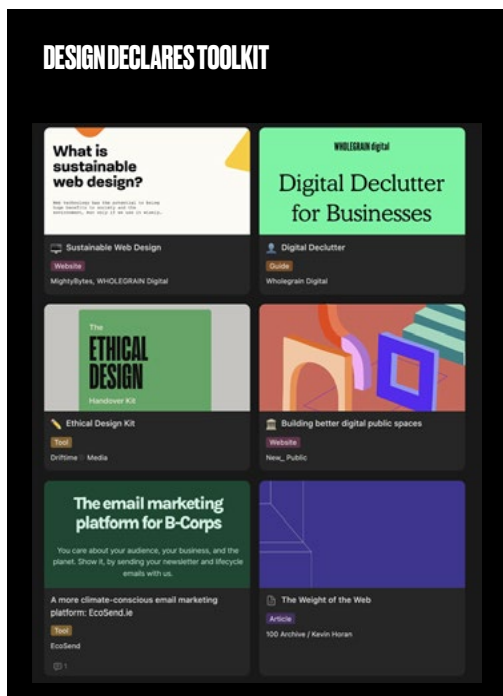 DESIGN DECLARES TOOLKIT
What is
sustainable
web design?
Web technology has the potential to bring
huge benefits to society and the
environment, but only if we use it wisely.
Sustainable Web Design
Website
MightyBytes, WHOLEGRAIN Digital
WHOLEGRAIN digital
Digital Declutter
for Businesses
Digital Declutter
Guide
Wholegrain Digital
The
ETHICAL
DESIGN
Handover Kit
Ethical Design Kit
Tool
Driftime® Media
Building better digital public spaces
Website
New_ Public
The email marketing
platform for B-Corps
You care about your audience, your business, and the
planet. Show it, by sending your newsletter and lifecycle
emails with us.
A more climate-conscious email marketing
platform: EcoSend.ie
Tool
EcoSend
1
The Weight of the Web
Article
100 Archive / Kevin Horan